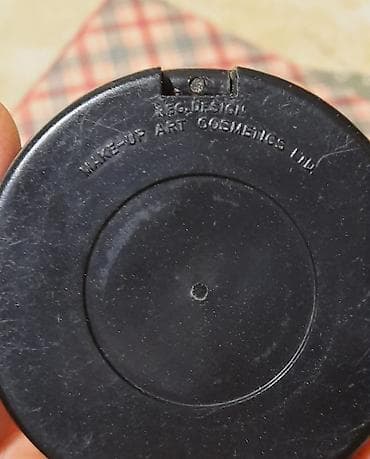 REG.DESIGN
MAKE-UP ART COSMETICS LTD.